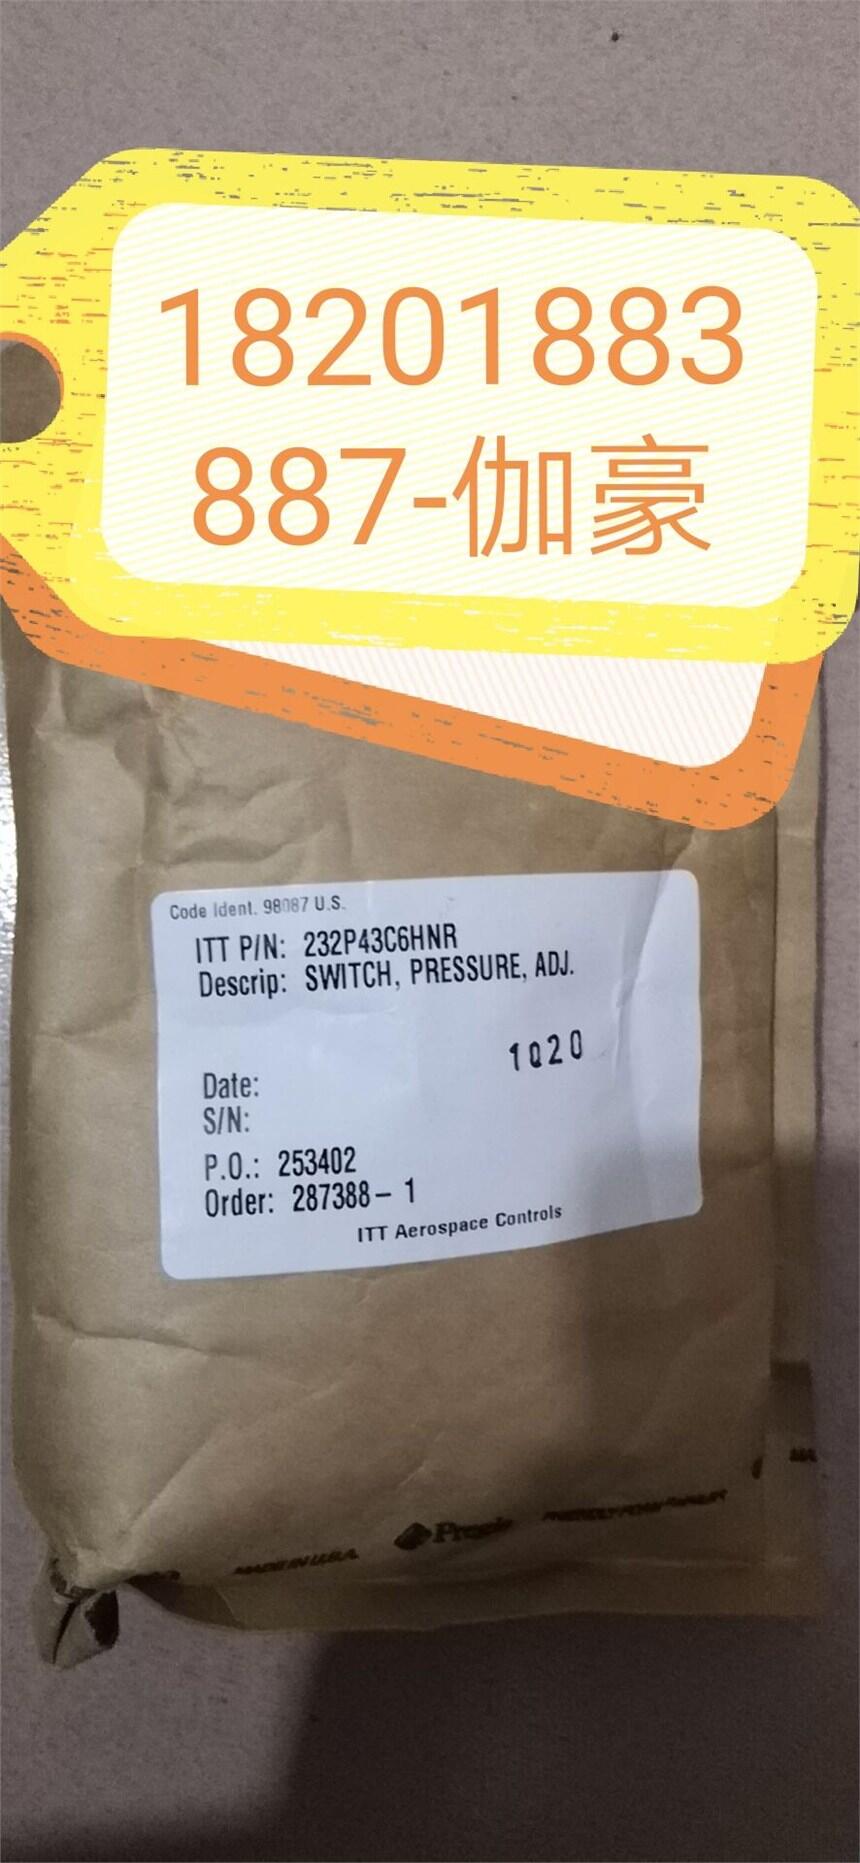 18201883
887-伽豪
Code Ident. 98087 U.S.
ITT P/N: 232P43C6HNR
Descrip: SWITCH, PRESSURE, ADJ.
1Q20
Date:
S/N:
P.O.: 253402
Order: 287388- 1
ITT Aerospace Controls
MADE IN U.S.A.